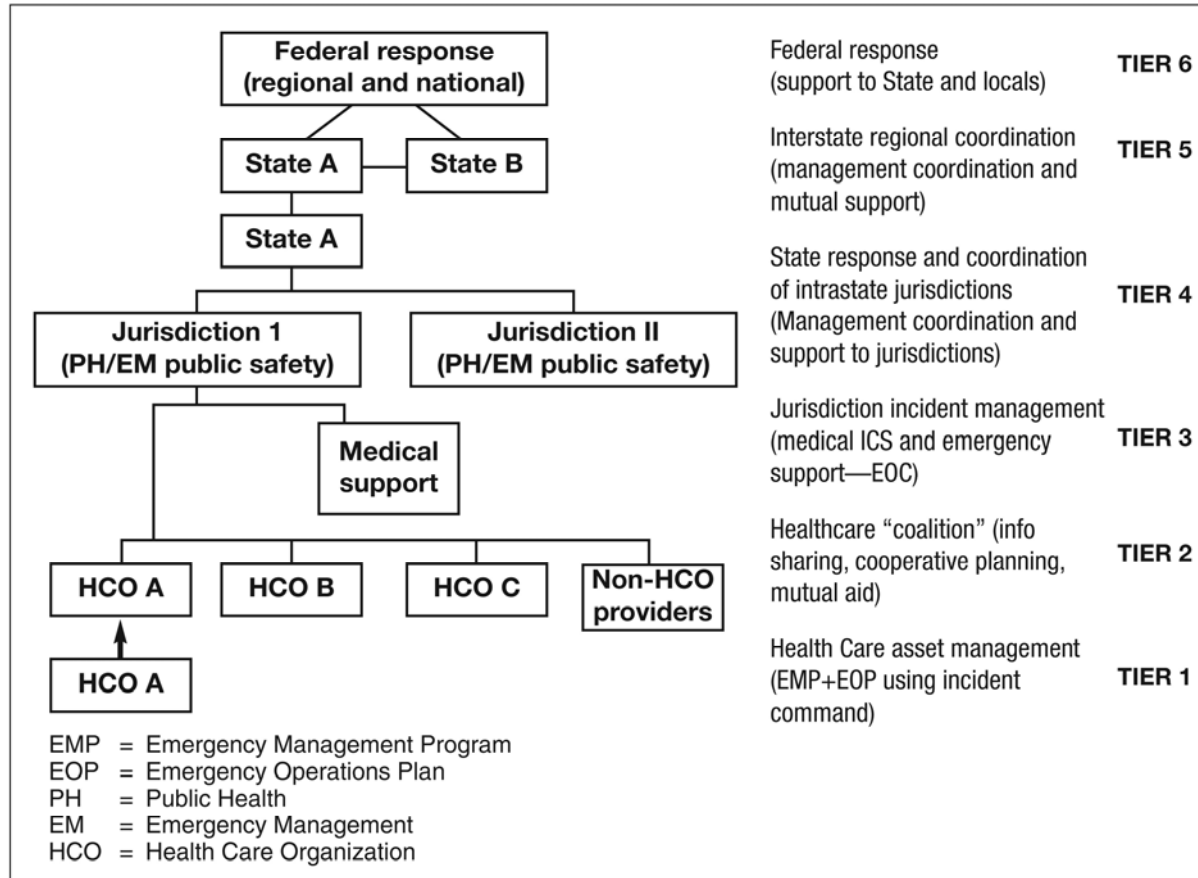 Federal response
(regional and national)
State A
State B
State A
Jurisdiction 1
(PH/EM public safety)
Jurisdiction II
(PH/EM public safety)
Medical
support
HCO A
HCO B
HCO C
Non-HCO
providers
HCO A
Federal response
(support to State and locals)
TIER 6
Interstate regional coordination
(management coordination and
mutual support)
TIER 5
State response and coordination
of intrastate jurisdictions
(Management coordination and
support to jurisdictions)
TIER 4
Jurisdiction incident management
(medical ICS and emergency
support—EOC)
TIER 3
Healthcare “coalition” (info
sharing, cooperative planning,
mutual aid)
TIER 2
Health Care asset management
(EMP+EOP using incident
command)
TIER 1
EMP = Emergency Management Program
EOP = Emergency Operations Plan
PH = Public Health
EM = Emergency Management
HCO = Health Care Organization